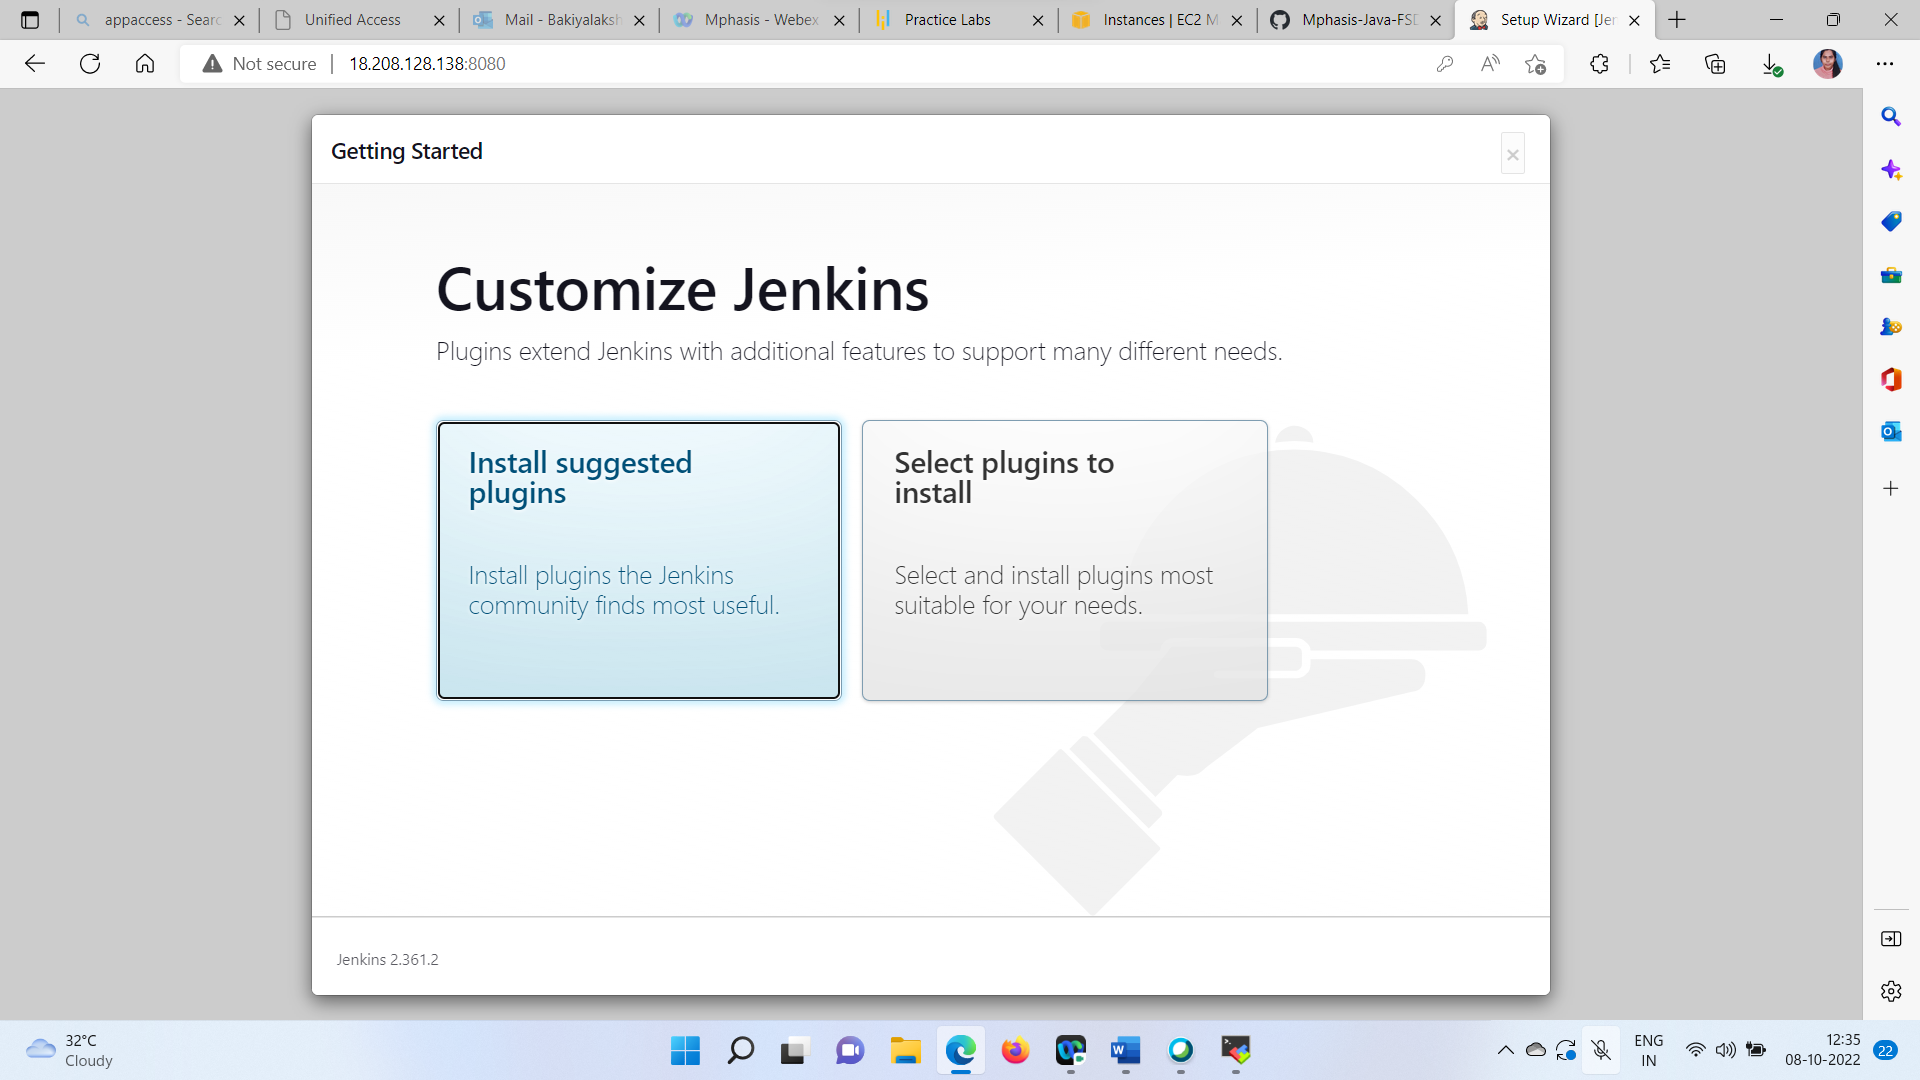 appaccess - Searc
Unified Access
Mail - Bakiyalaksh
Mphasis - Webex
Practice Labs
Instances | EC2 M
Mphasis-Java-FSD
Setup Wizard [Jen
Not secure
18.208.128.138:8080
Getting Started
Customize Jenkins
Plugins extend Jenkins with additional features to support many different needs.
Install suggested
plugins
Install plugins the Jenkins
community finds most useful.
Select plugins to
install
Select and install plugins most
suitable for your needs.
Jenkins 2.361.2
32°C
Cloudy
ENG
IN
12:35
08-10-2022
22